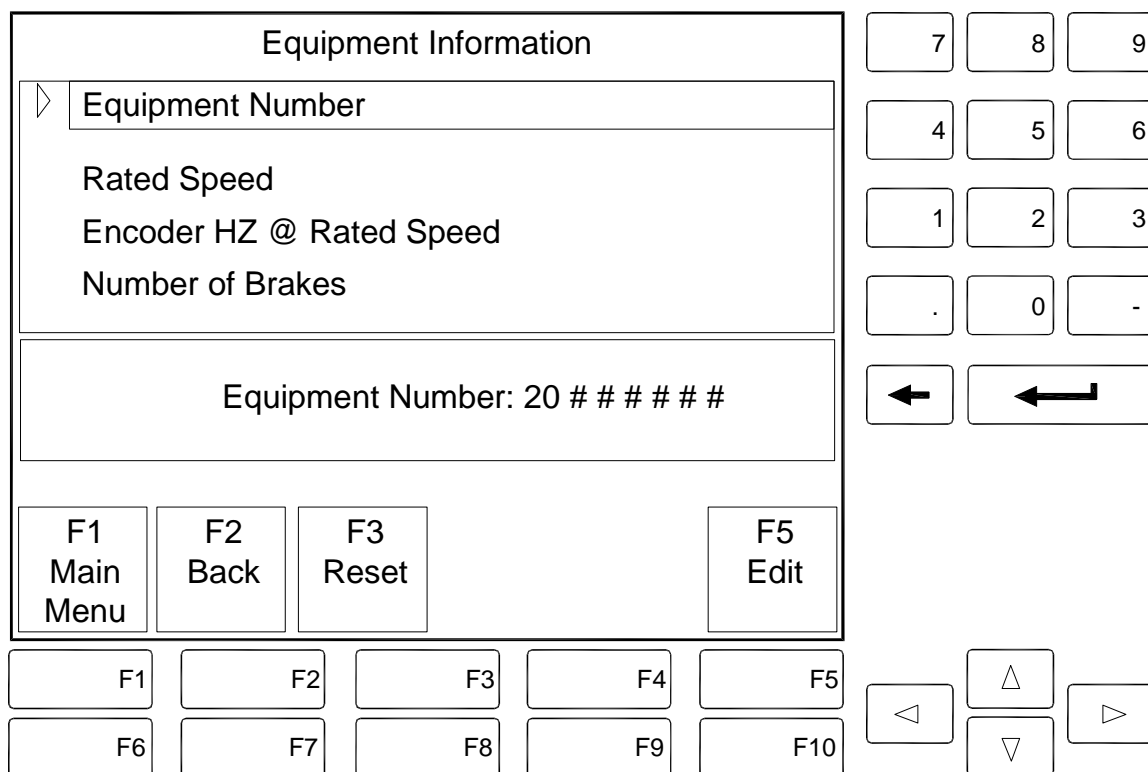 Equipment Information
Equipment Number
Rated Speed
Encoder HZ @ Rated Speed
Number of Brakes
Equipment Number: 20 # # # # # #
F1 F2 F3 F5
Main Back Reset Edit
Menu
F1 F2 F3 F4 F5
F6 F7 F8 F9 F10
7 8 9
4 5 6
1 2 3
. 0 -